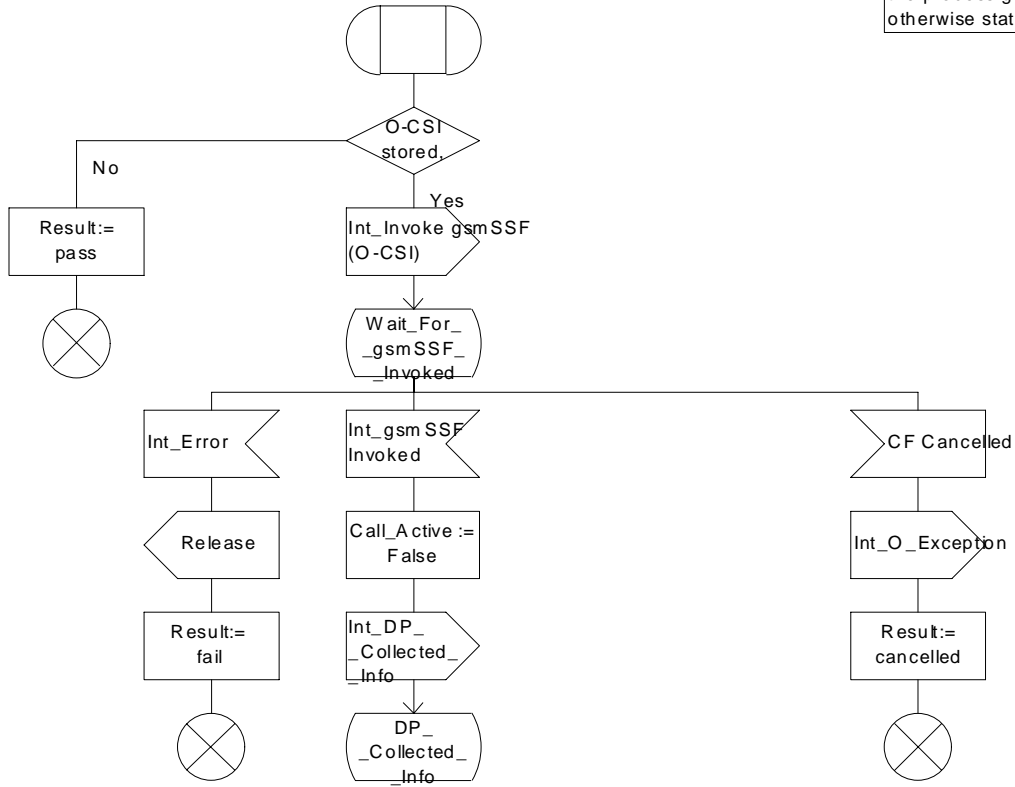 otherwise stat
O-CSI
stored,
No
Yes
Result:=
pass
Int_Invoke gsmSSF
(O-CSI)
Wait_For_
_gsmSSF_
_Invoked
Int_Error
Int_gsmSSF
Invoked
CF Cancelled
Release
Call_Active :=
False
Int_O_Exception
Result:=
fail
Int_DP_
_Collected_
_Info
Result:=
cancelled
DP_
_Collected_
_Info